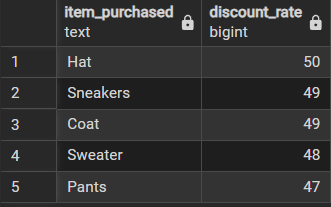 item_purchased discount_rate
text bigint
1 Hat 50
2 Sneakers 49
3 Coat 49
4 Sweater 48
5 Pants 47